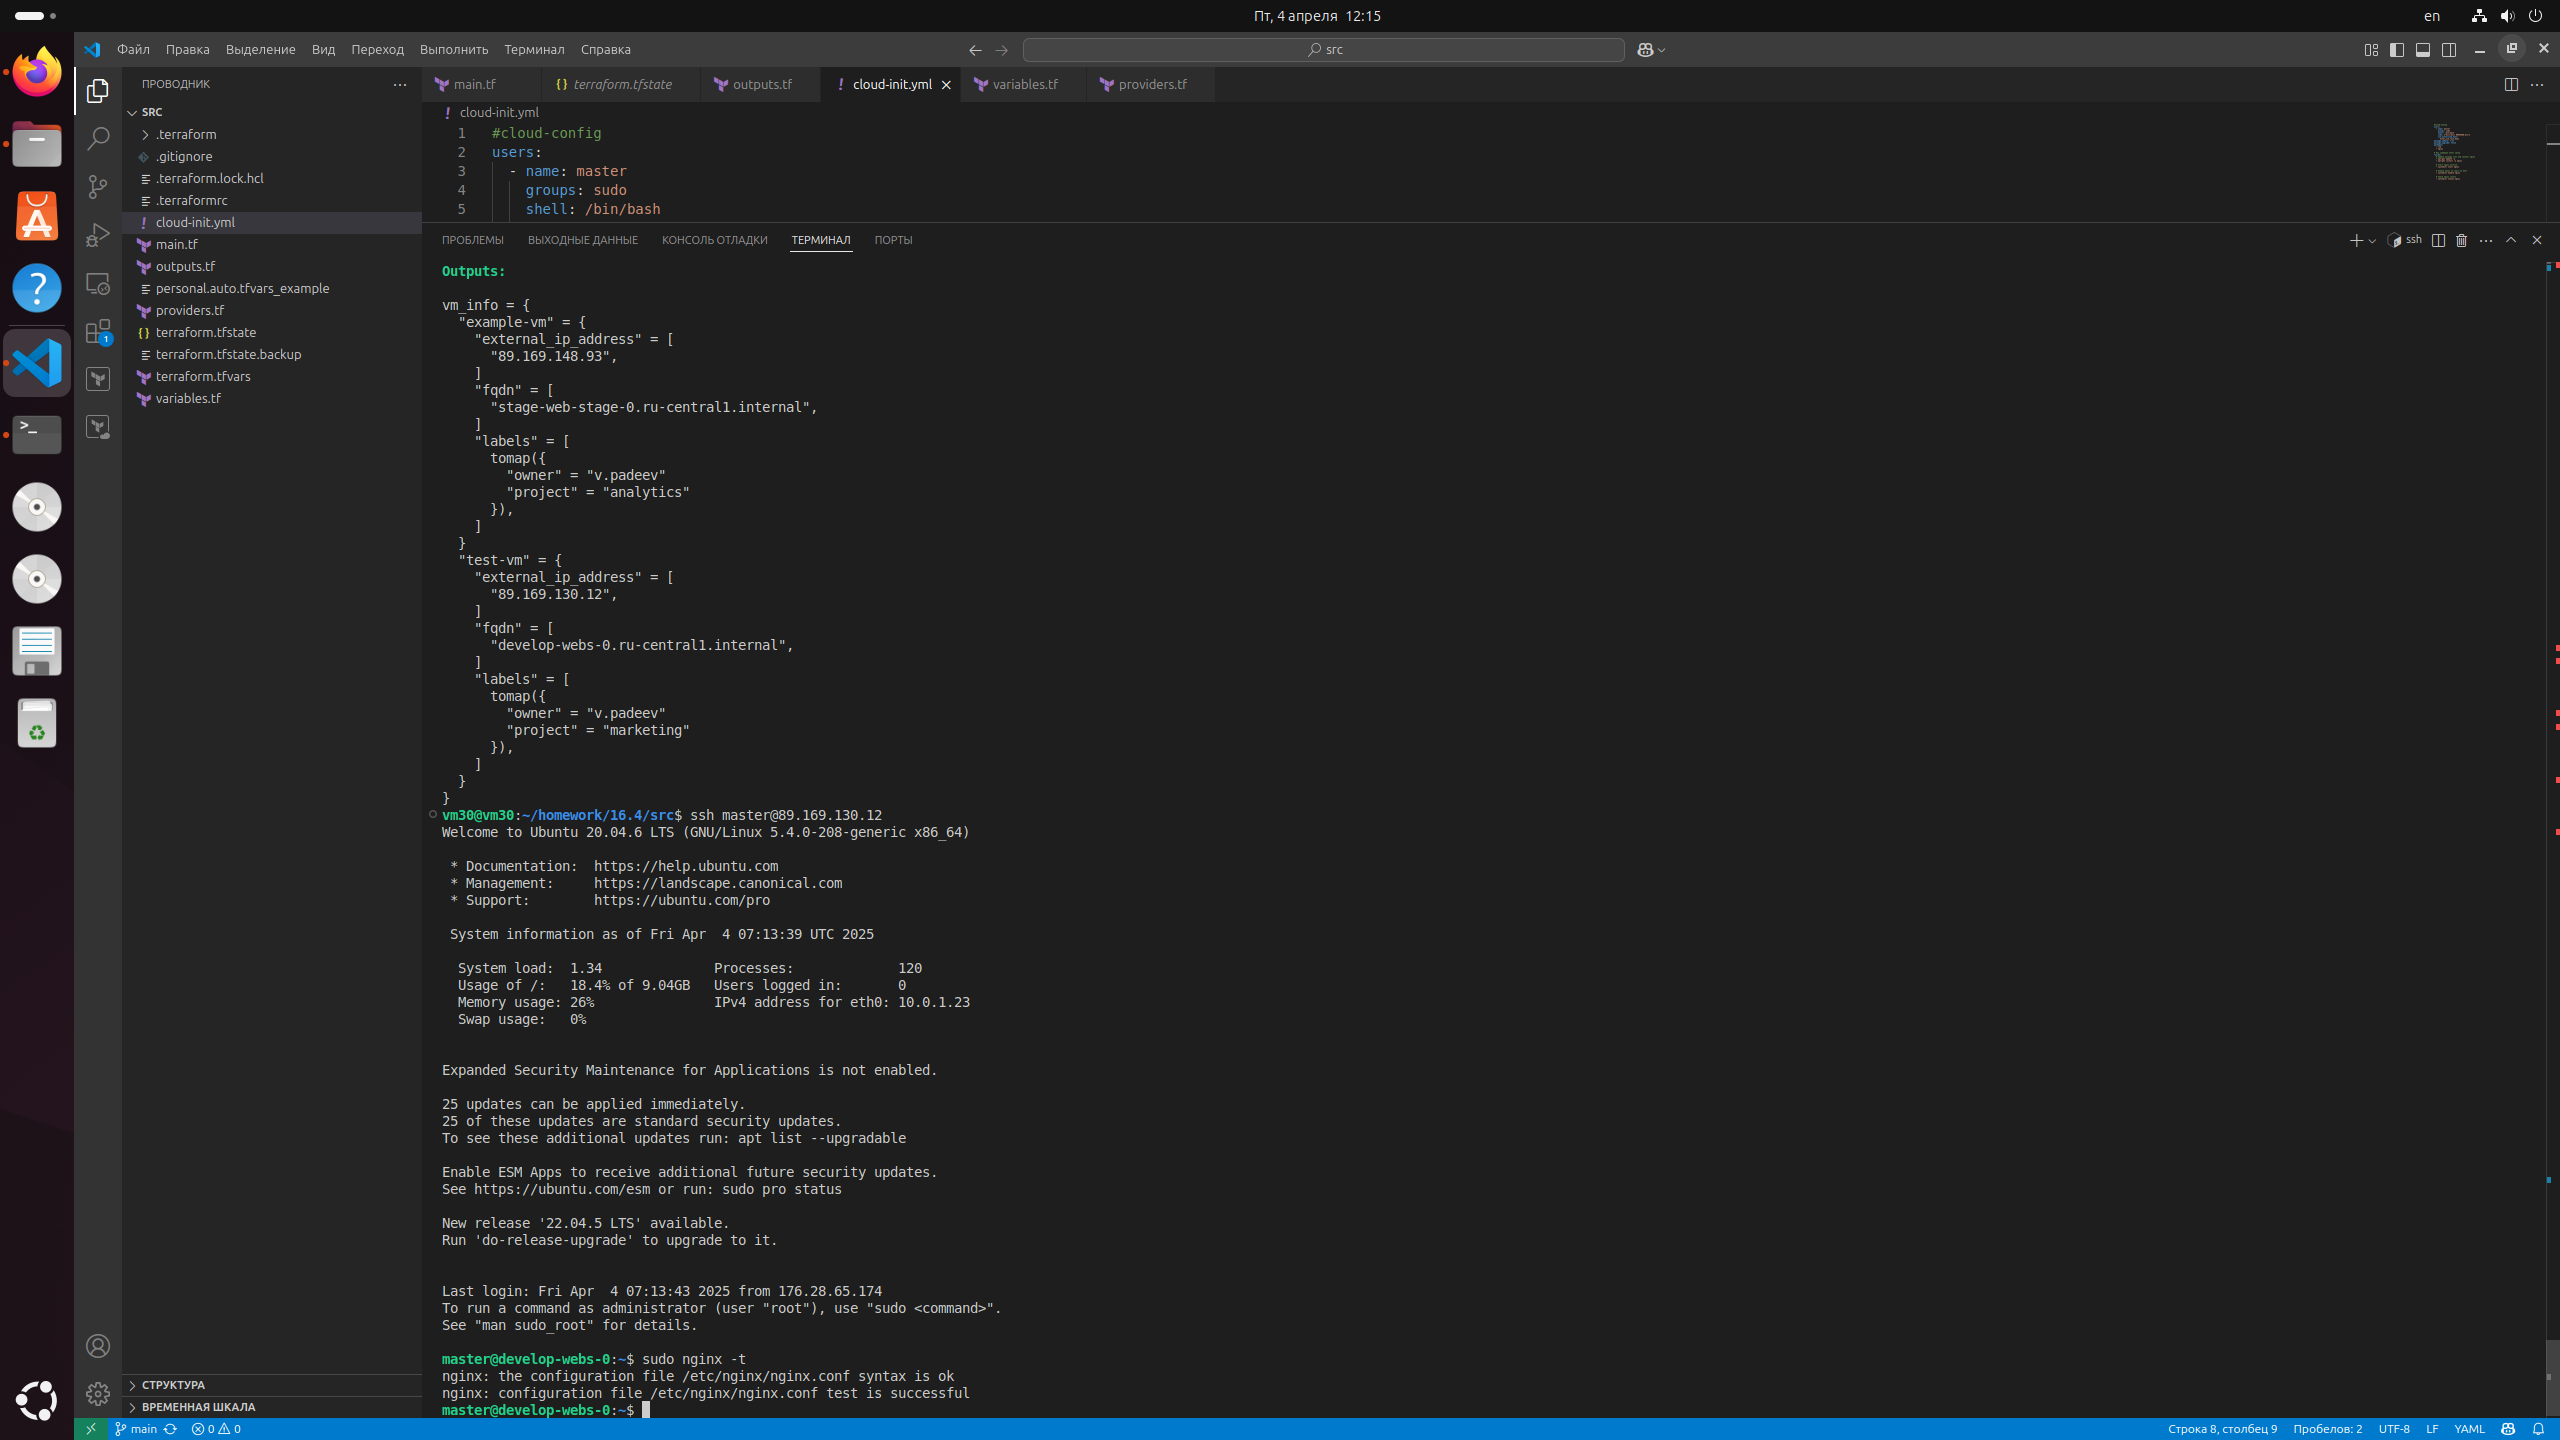 Пт, 4 апреля 12:15
en
Файл Правка Выделение Вид Переход Выполнить Терминал Справка
src
ПРОВОДНИК
SRC
.terraform
.gitignore
.terraform.lock.hcl
.terraformrc
cloud-init.yml
main.tf
outputs.tf
personal.auto.tfvars_example
providers.tf
terraform.tfstate
terraform.tfstate.backup
terraform.tfvars
variables.tf
1
СТРУКТУРА
ВРЕМЕННАЯ ШКАЛА
main.tf terraform.tfstate outputs.tf cloud-init.yml variables.tf providers.tf
cloud-init.yml
1 #cloud-config
2 users:
3 - name: master
4 groups: sudo
5 shell: /bin/bash
ПРОБЛЕМЫ ВЫХОДНЫЕ ДАННЫЕ КОНСОЛЬ ОТЛАДКИ ТЕРМИНАЛ ПОРТЫ
ssh
Outputs:
vm_info = {
"example-vm" = {
"external_ip_address" = [
"89.169.148.93",
]
"fqdn" = [
"stage-web-stage-0.ru-central1.internal",
]
"labels" = [
tomap({
"owner" = "v.padeev"
"project" = "analytics"
}),
]
}
"test-vm" = {
"external_ip_address" = [
"89.169.130.12",
]
"fqdn" = [
"develop-webs-0.ru-central1.internal",
]
"labels" = [
tomap({
"owner" = "v.padeev"
"project" = "marketing"
}),
]
}
}
vm30@vm30:~/homework/16.4/src$ ssh master@89.169.130.12
Welcome to Ubuntu 20.04.6 LTS (GNU/Linux 5.4.0-208-generic x86_64)
* Documentation: https://help.ubuntu.com
* Management: https://landscape.canonical.com
* Support: https://ubuntu.com/pro
System information as of Fri Apr 4 07:13:39 UTC 2025
System load: 1.34 Processes: 120
Usage of /: 18.4% of 9.04GB Users logged in: 0
Memory usage: 26% IPv4 address for eth0: 10.0.1.23
Swap usage: 0%
Expanded Security Maintenance for Applications is not enabled.
25 updates can be applied immediately.
25 of these updates are standard security updates.
To see these additional updates run: apt list --upgradable
Enable ESM Apps to receive additional future security updates.
See https://ubuntu.com/esm or run: sudo pro status
New release '22.04.5 LTS' available.
Run 'do-release-upgrade' to upgrade to it.
Last login: Fri Apr 4 07:13:43 2025 from 176.28.65.174
To run a command as administrator (user "root"), use "sudo <command>".
See "man sudo_root" for details.
master@develop-webs-0:~$ sudo nginx -t
nginx: the configuration file /etc/nginx/nginx.conf syntax is ok
nginx: configuration file /etc/nginx/nginx.conf test is successful
master@develop-webs-0:~$
main 0 0 Строка 8, столбец 9 Пробелов: 2 UTF-8 LF YAML